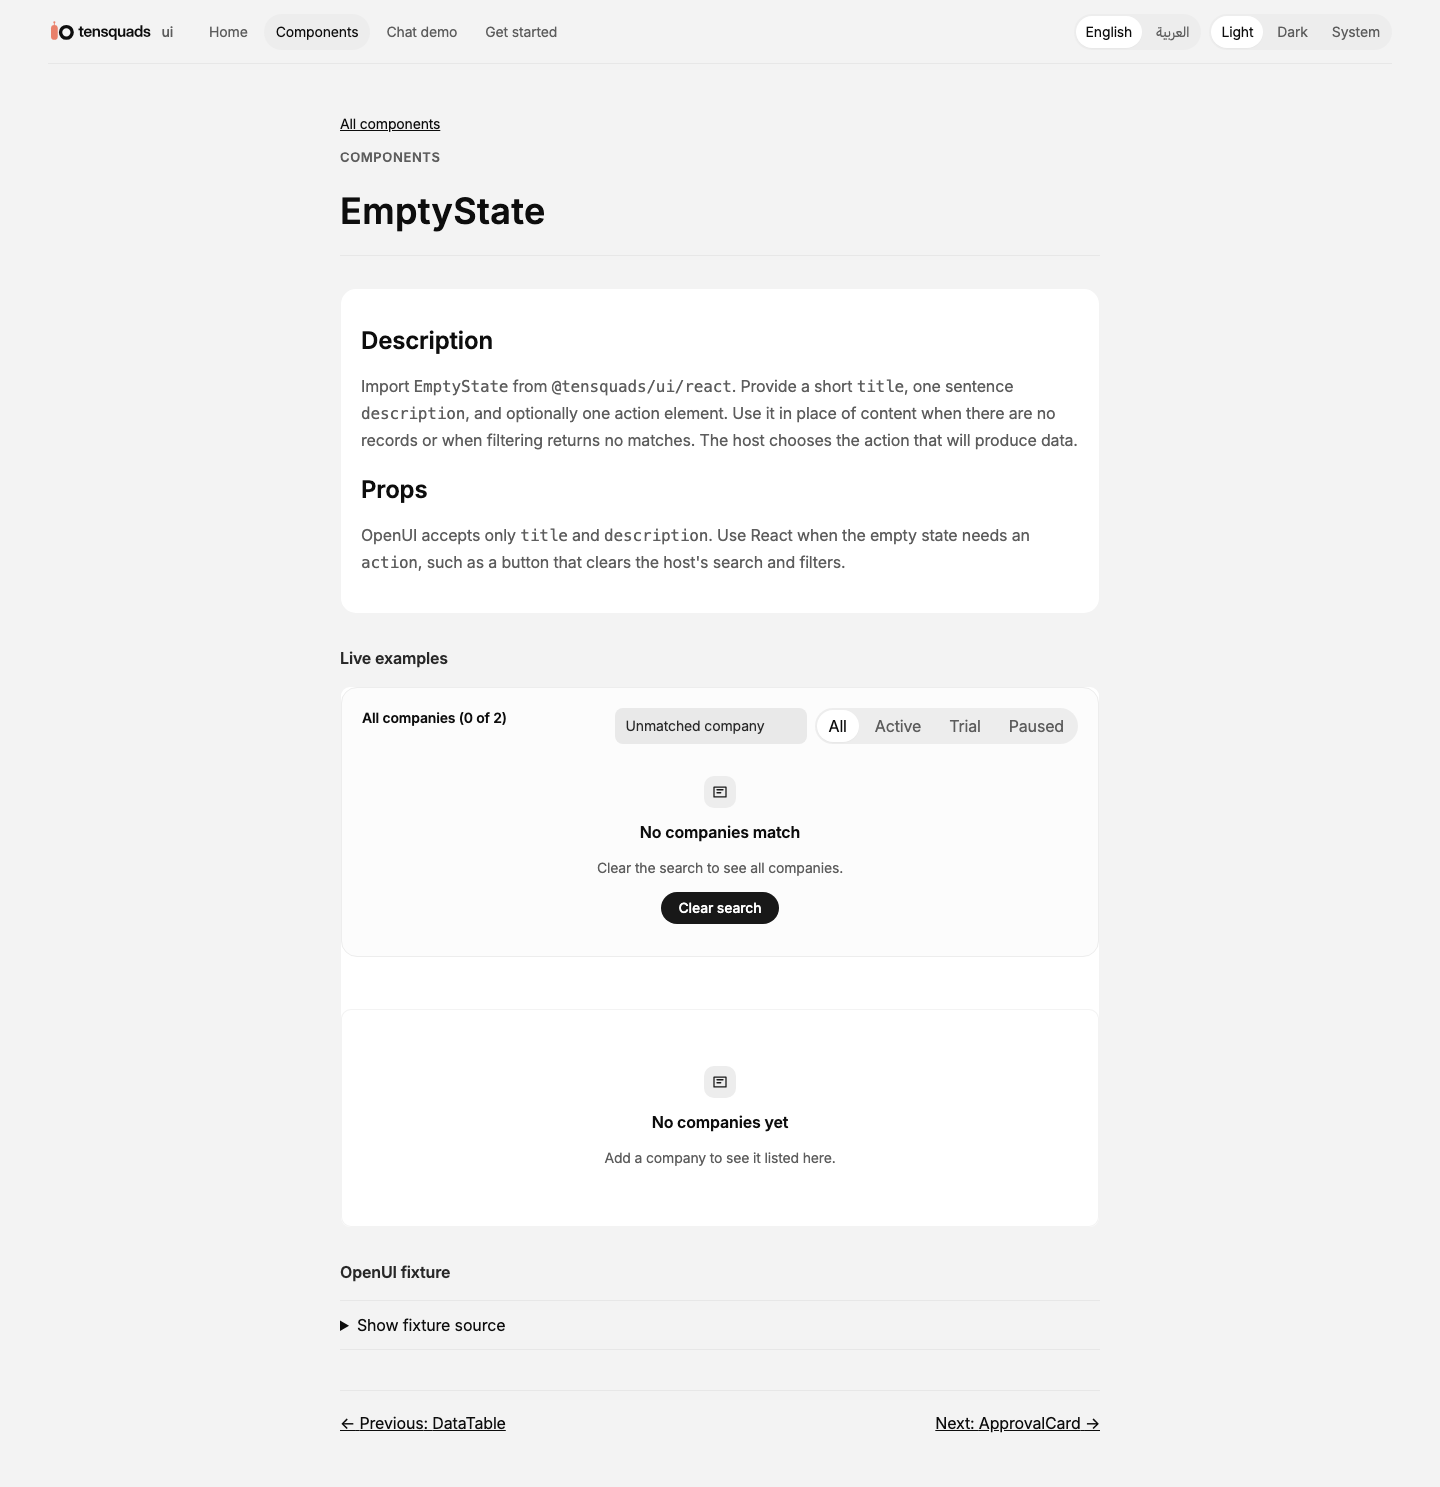 tensquads ui
Home
Components
Chat demo
Get started
English
العربية
Light
Dark
System
All components
COMPONENTS
EmptyState
Description
Import EmptyState from @tensquads/ui/react. Provide a short title, one sentence
description, and optionally one action element. Use it in place of content when there are no
records or when filtering returns no matches. The host chooses the action that will produce data.
Props
OpenUI accepts only title and description. Use React when the empty state needs an
action, such as a button that clears the host's search and filters.
Live examples
All companies (0 of 2)
Unmatched company
All
Active
Trial
Paused
No companies match
Clear the search to see all companies.
Clear search
No companies yet
Add a company to see it listed here.
OpenUI fixture
▶ Show fixture source
← Previous: DataTable
Next: ApprovalCard →